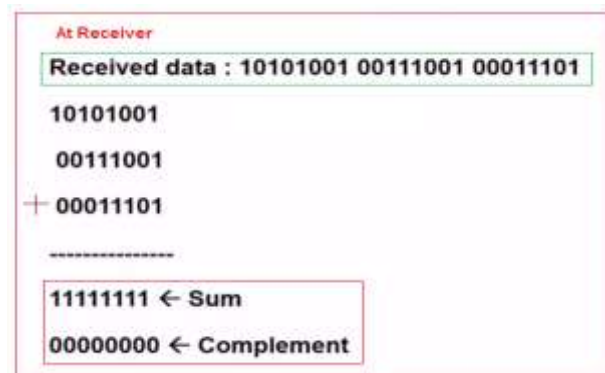 At Receiver
Received data : 10101001 00111001 00011101
10101001
00111001
+ 00011101
---------------
11111111 ← Sum
00000000 ← Complement